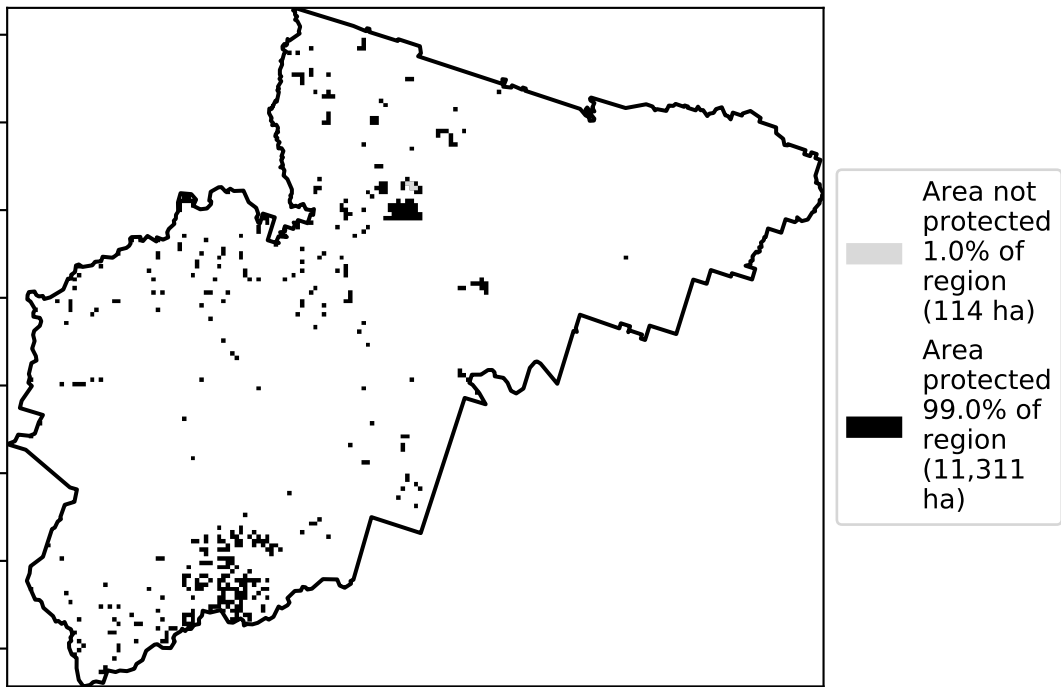 Area not
protected
1.0% of
region
(114 ha)
Area
protected
99.0% of
region
(11,311
ha)